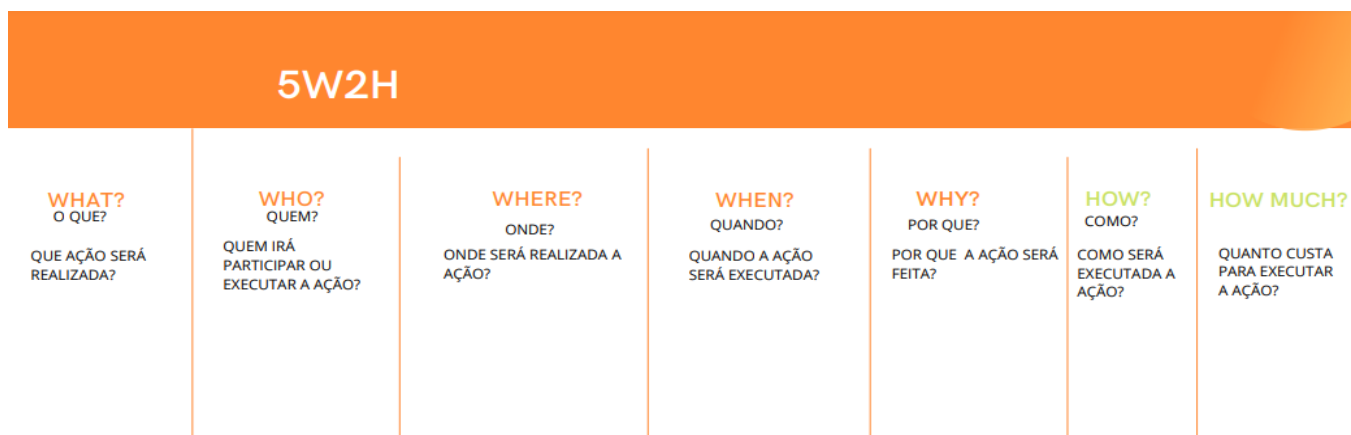 5W2H
WHAT?
O QUE?
QUE AÇÃO SERÁ
REALIZADA?
WHO?
QUEM?
QUEM IRÁ
PARTICIPAR OU
EXECUTAR A AÇÃO?
WHERE?
ONDE?
ONDE SERÁ REALIZADA A
AÇÃO?
WHEN?
QUANDO?
QUANDO A AÇÃO
SERÁ EXECUTADA?
WHY?
POR QUE?
POR QUE A AÇÃO SERÁ
FEITA?
HOW?
COMO?
COMO SERÁ
EXECUTADA A
AÇÃO?
HOW MUCH?
QUANTO CUSTA
PARA EXECUTAR
A AÇÃO?